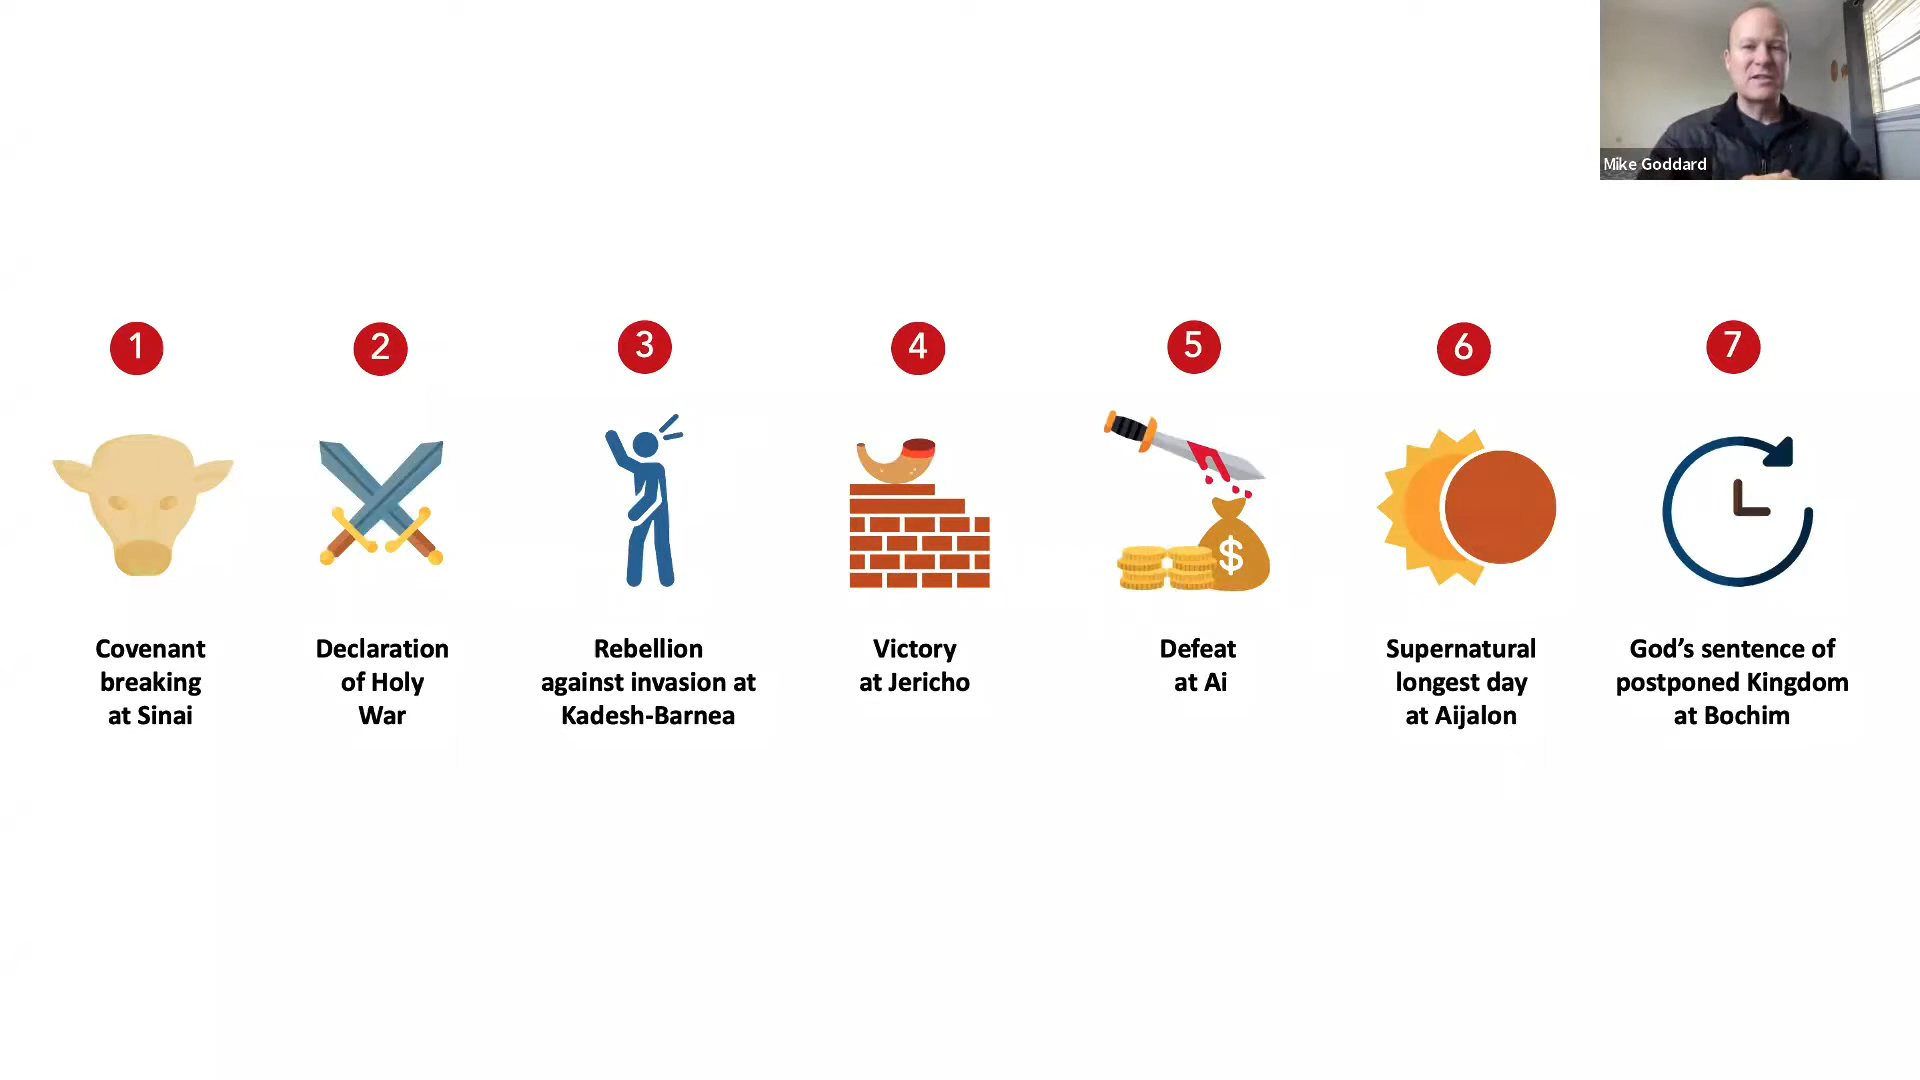 Mike Goddard
1
2
3
4
5
6
7
$
Covenant
breaking
at Sinai
Declaration
of Holy
War
Rebellion
against invasion at
Kadesh-Barnea
Victory
at Jericho
Defeat
at Ai
Supernatural
longest day
at Aijalon
God’s sentence of
postponed Kingdom
at Bochim